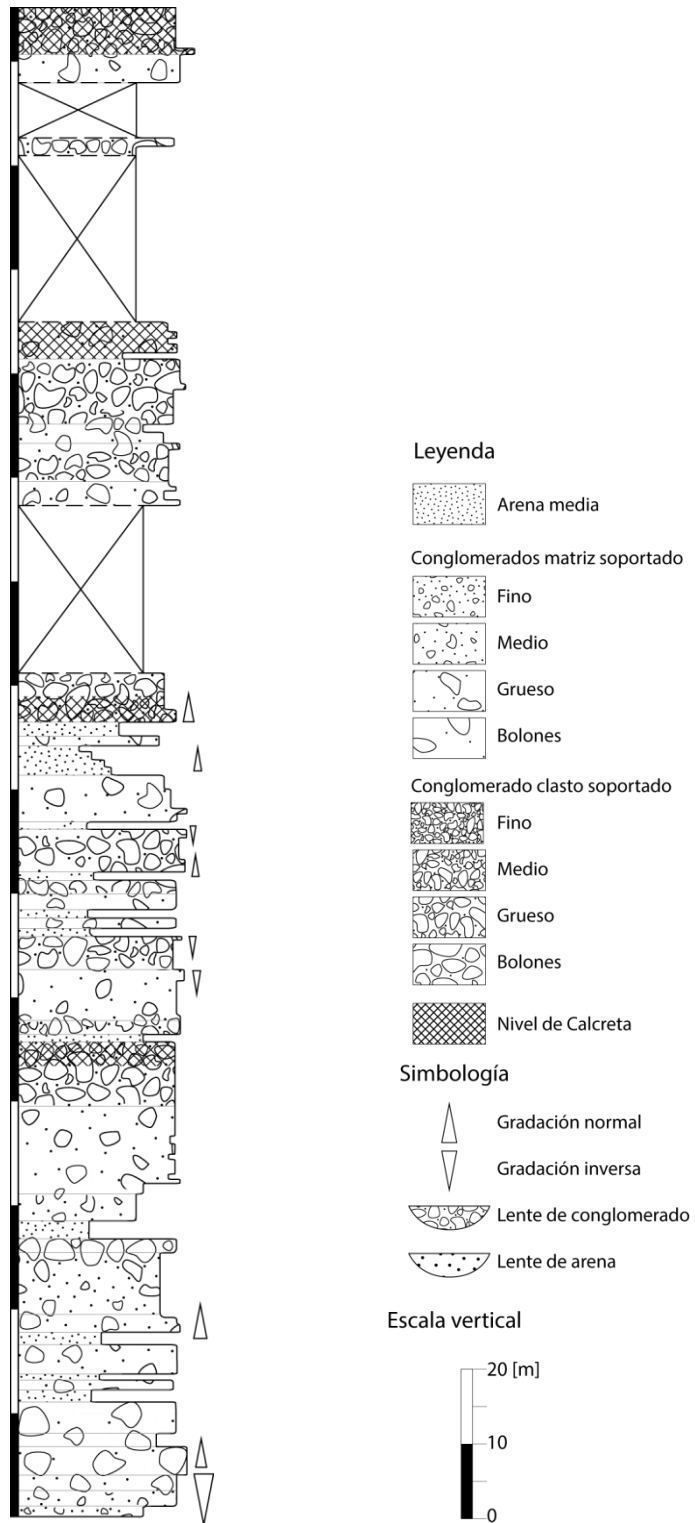 Leyenda
Arena media
Conglomerados matriz soportado
Fino
Medio
Grueso
Bolones
Conglomerado clasto soportado
Fino
Medio
Grueso
Bolones
Nivel de Calcreta
Simbología
Gradación normal
Gradación inversa
Lente de conglomerado
Lente de arena
Escala vertical
20 [m]
10
0